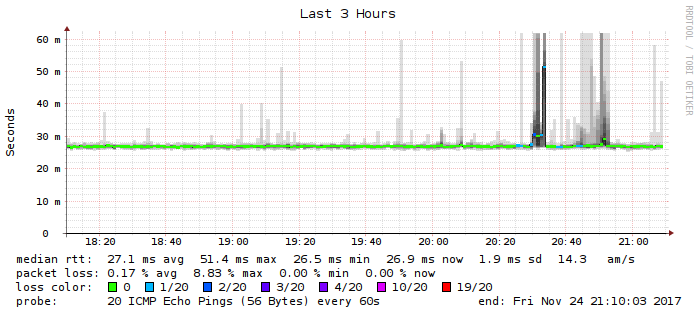 Last 3 Hours
RRDTOOL / TOBI OETIKER
Seconds
60 m
50 m
40 m
30 m
20 m
10 m
0
18:20 18:40 19:00 19:20 19:40 20:00 20:20 20:40 21:00
median rtt: 27.1 ms avg 51.4 ms max 26.5 ms min 26.9 ms now 1.9 ms sd 14.3 am/s
packet loss: 0.17 % avg 8.83 % max 0.00 % min 0.00 % now
loss color: 0 1/20 2/20 3/20 4/20 10/20 19/20
probe: 20 ICMP Echo Pings (56 Bytes) every 60s end: Fri Nov 24 21:10:03 2017